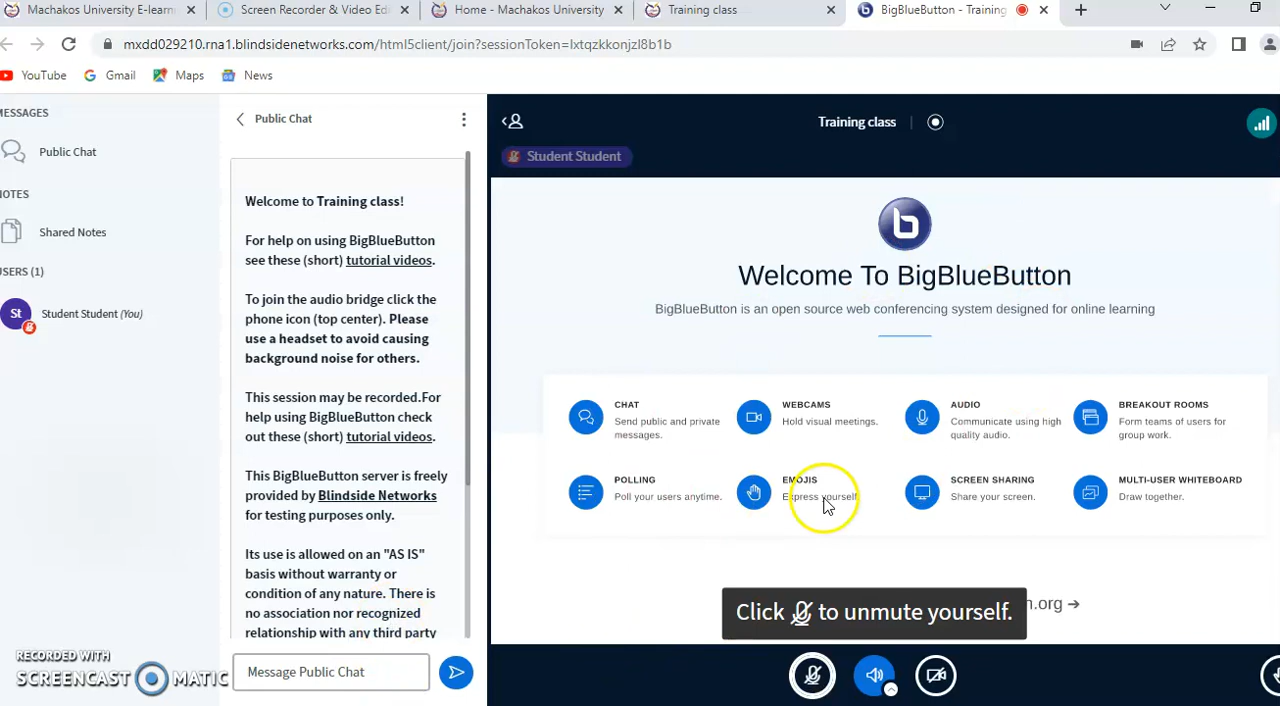 Machakos University E-learn
Screen Recorder & Video Ed
Home - Machakos University
Training class
BigBlueButton - Training
mxdd029210.rna1.blindsidenetworks.com/html5client/join?sessionToken=lxtqzkkonjzl8b1b
YouTube
Gmail
Maps
News
MESSAGES
Public Chat
NOTES
Shared Notes
USERS (1)
St
Student Student (You)
Public Chat
Welcome to Training class!
For help on using BigBlueButton
see these (short) tutorial videos.
To join the audio bridge click the
phone icon (top center). Please
use a headset to avoid causing
background noise for others.
This session may be recorded.For
help using BigBlueButton check
out these (short) tutorial videos.
This BigBlueButton server is freely
provided by Blindside Networks
for testing purposes only.
Its use is allowed on an "AS IS"
basis without warranty or
condition of any nature. There is
no association nor recognized
relationship with any third party
Message Public Chat
RECORDED WITH
SCREENCAST MATIC
Training class
Student Student
b
Welcome To BigBlueButton
BigBlueButton is an open source web conferencing system designed for online learning
CHAT
Send public and private
messages.
WEBCAMS
Hold visual meetings.
AUDIO
Communicate using high
quality audio.
BREAKOUT ROOMS
Form teams of users for
group work.
POLLING
Poll your users anytime.
EMOJIS
Express yourself.
SCREEN SHARING
Share your screen.
MULTI-USER WHITEBOARD
Draw together.
n.org →
Click to unmute yourself.